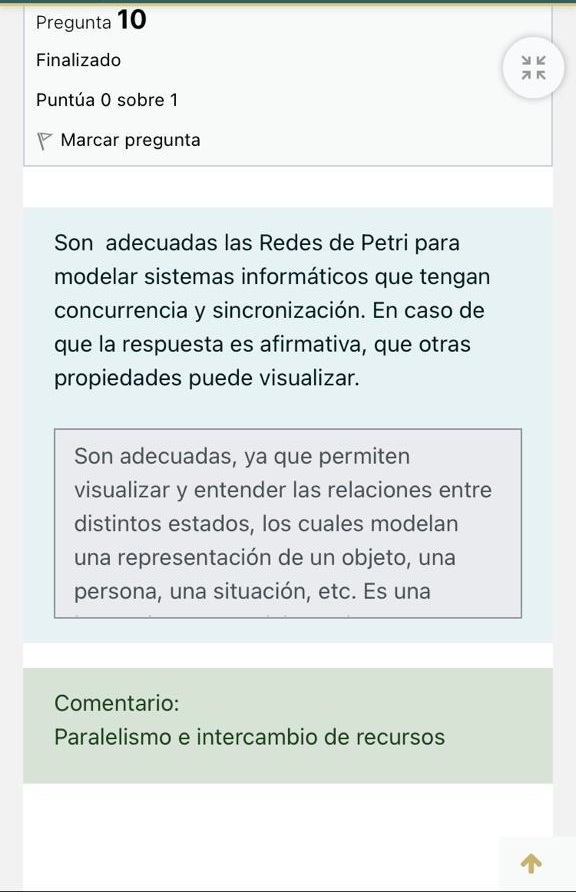 Pregunta 10
Finalizado
Puntúa 0 sobre 1
Marcar pregunta
Son adecuadas las Redes de Petri para
modelar sistemas informáticos que tengan
concurrencia y sincronización. En caso de
que la respuesta es afirmativa, que otras
propiedades puede visualizar.
Son adecuadas, ya que permiten
visualizar y entender las relaciones entre
distintos estados, los cuales modelan
una representación de un objeto, una
persona, una situación, etc. Es una
Comentario:
Paralelismo e intercambio de recursos